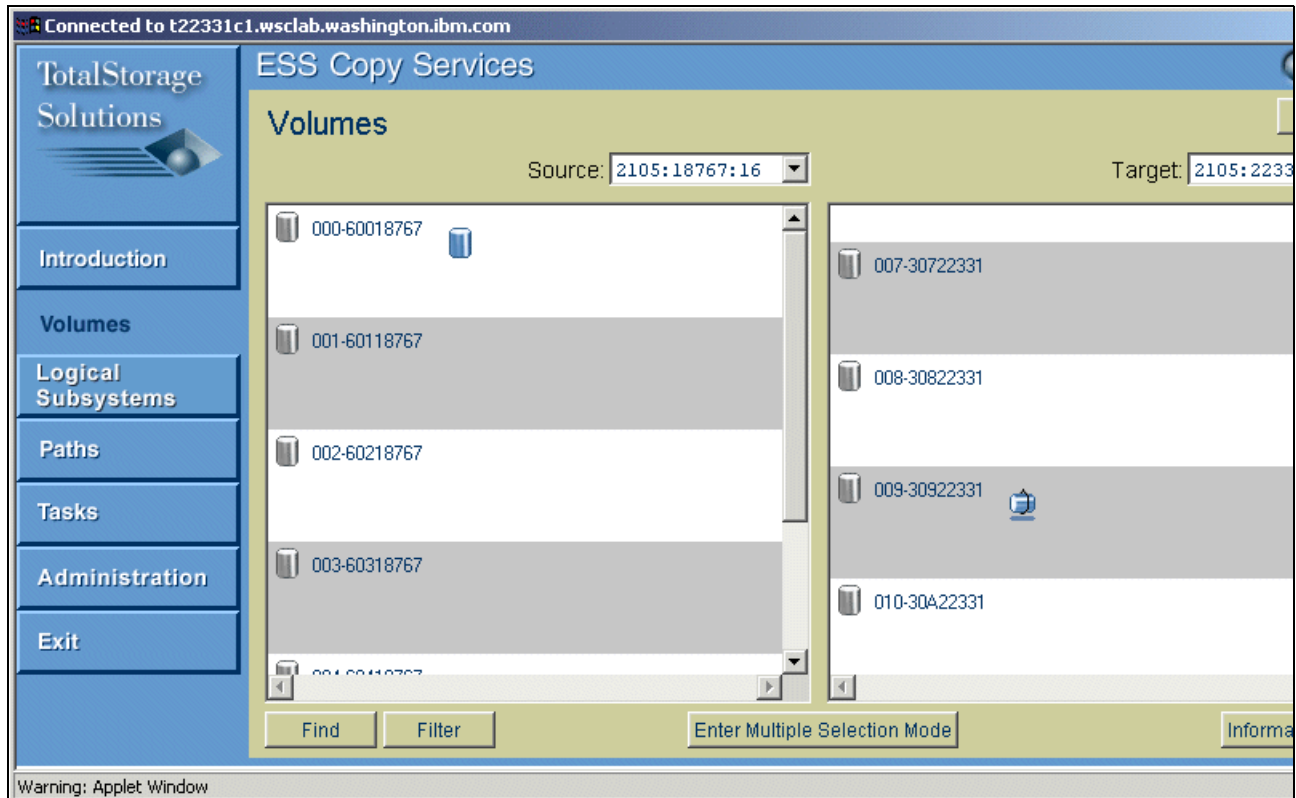 Connected to t22331c1.wsclab.washington.ibm.com
TotalStorage
Solutions
ESS Copy Services
Volumes
Source: 2105:18767:16
Target: 2105:2233
Introduction
Volumes
Logical
Subsystems
Paths
Tasks
Administration
Exit
000-60018767
001-60118767
002-60218767
003-60318767
007-30722331
008-30822331
009-30922331
010-30A22331
Find
Filter
Enter Multiple Selection Mode
Informa
Warning: Applet Window